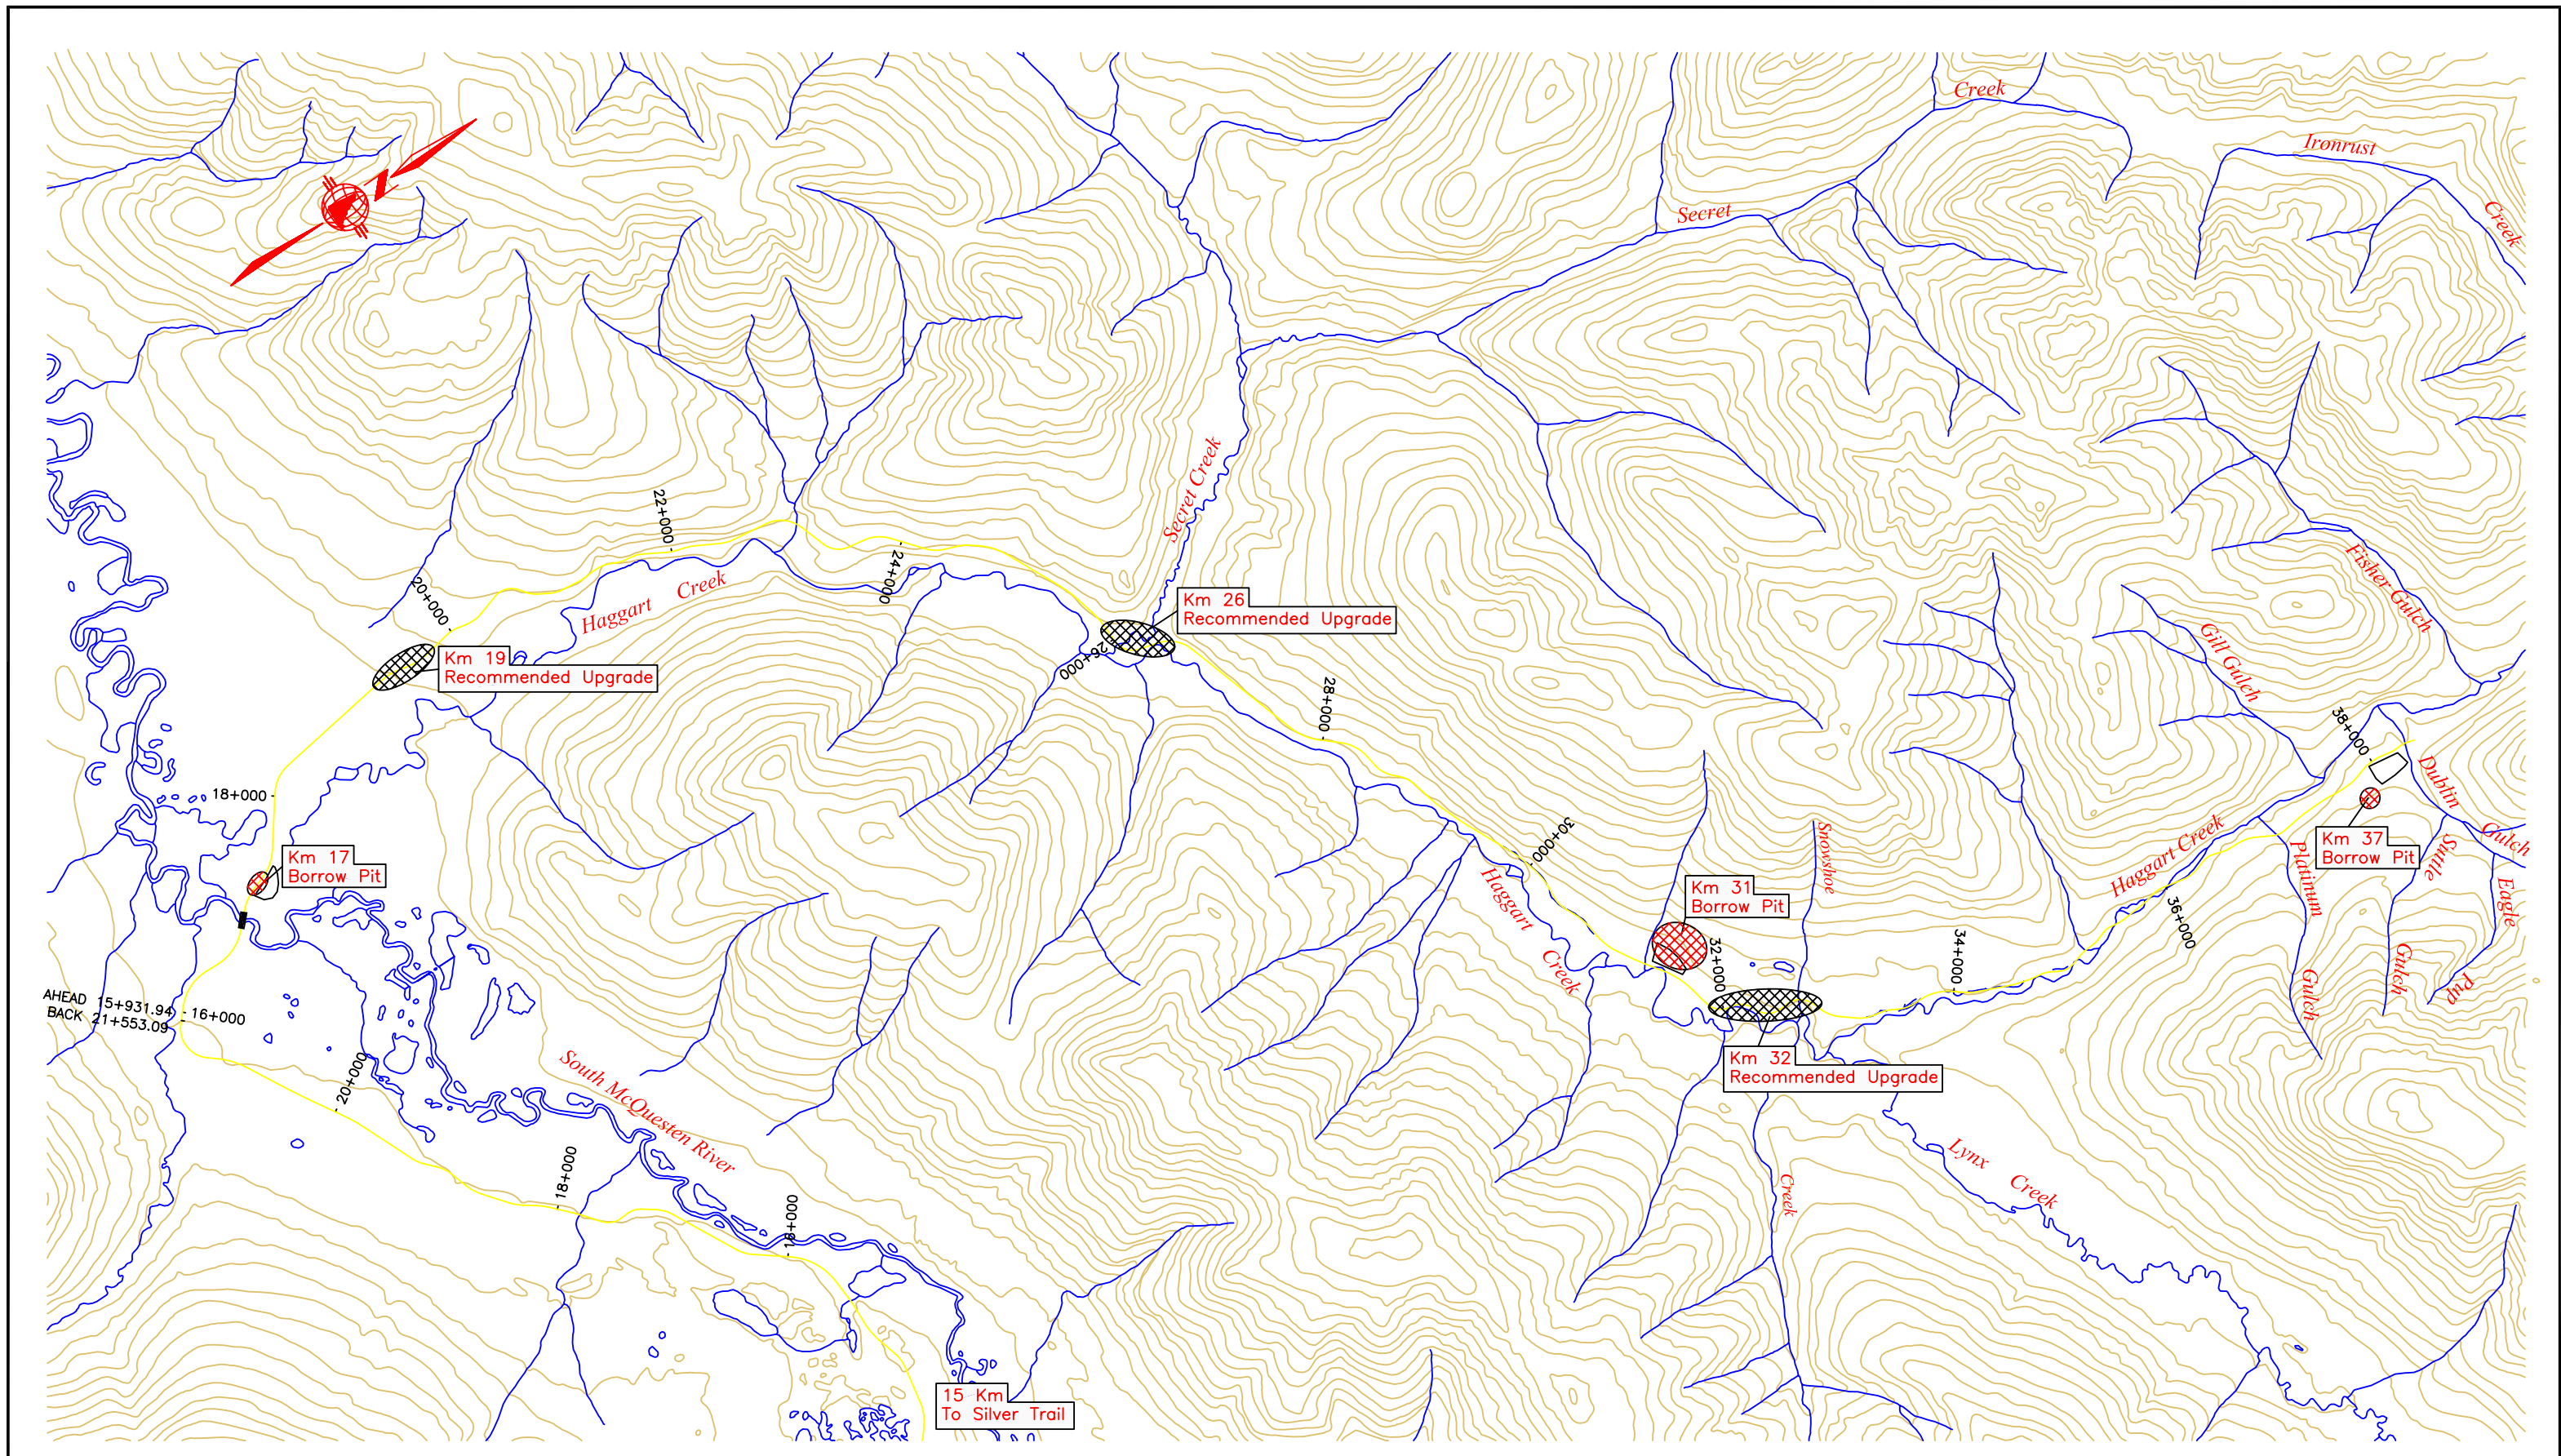 Creek
Ironrust
Creek
Secret
Secret Creek
22+000
24+000
20+000
Haggart Creek
Km 26
Recommended Upgrade
26+000
Km 19
Recommended Upgrade
28+000
Fisher Gulch
Gill Gulch
38+000
18+000
Dublin
Gulch
Km 17
Borrow Pit
30+000
Snowshoe
Haggart Creek
Km 37
Borrow Pit
Suttle
Gulch
Platinum
Gulch
Eagle
Pup
Km 31
Borrow Pit
Haggart
Creek
32+000
34+000
36+000
AHEAD 15+931.94
BACK 21+553.09
16+000
20+000
Km 32
Recommended Upgrade
South McQuesten River
18+000
Lynx
Creek
Creek
15 Km
To Silver Trail